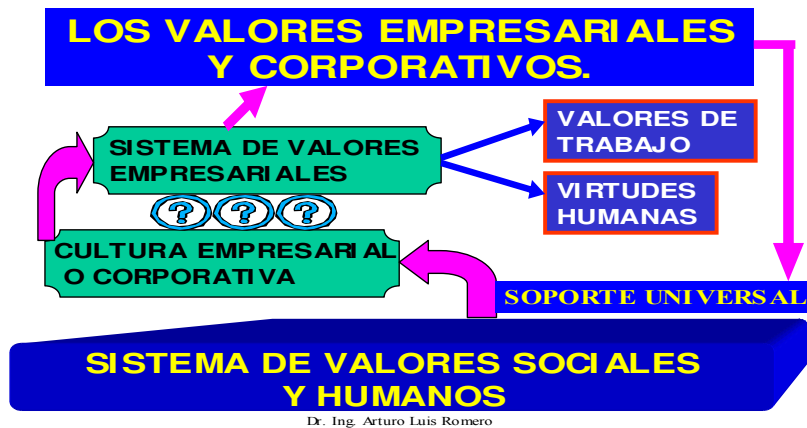 LOS VALORES EMPRESARIALES
Y CORPORATIVOS.
SISTEMA DE VALORES
EMPRESARIALES
VALORES DE
TRABAJO
VIRTUDES
HUMANAS
? ? ?
CULTURA EMPRESARIAL
O CORPORATIVA
SOPORTE UNIVERSAL
SISTEMA DE VALORES SOCIALES
Y HUMANOS
Dr. Ing. Arturo Luis Romero